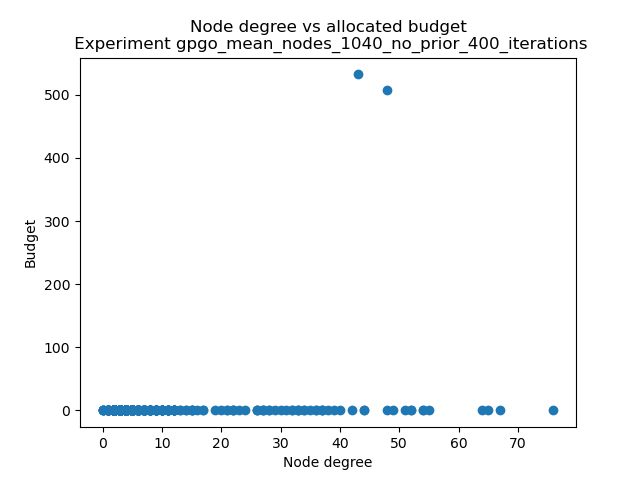 Node degree vs allocated budget
Experiment gpgo_mean_nodes_1040_no_prior_400_iterations
500
400
300
200
100
0
Budget
0 10 20 30 40 50 60 70
Node degree